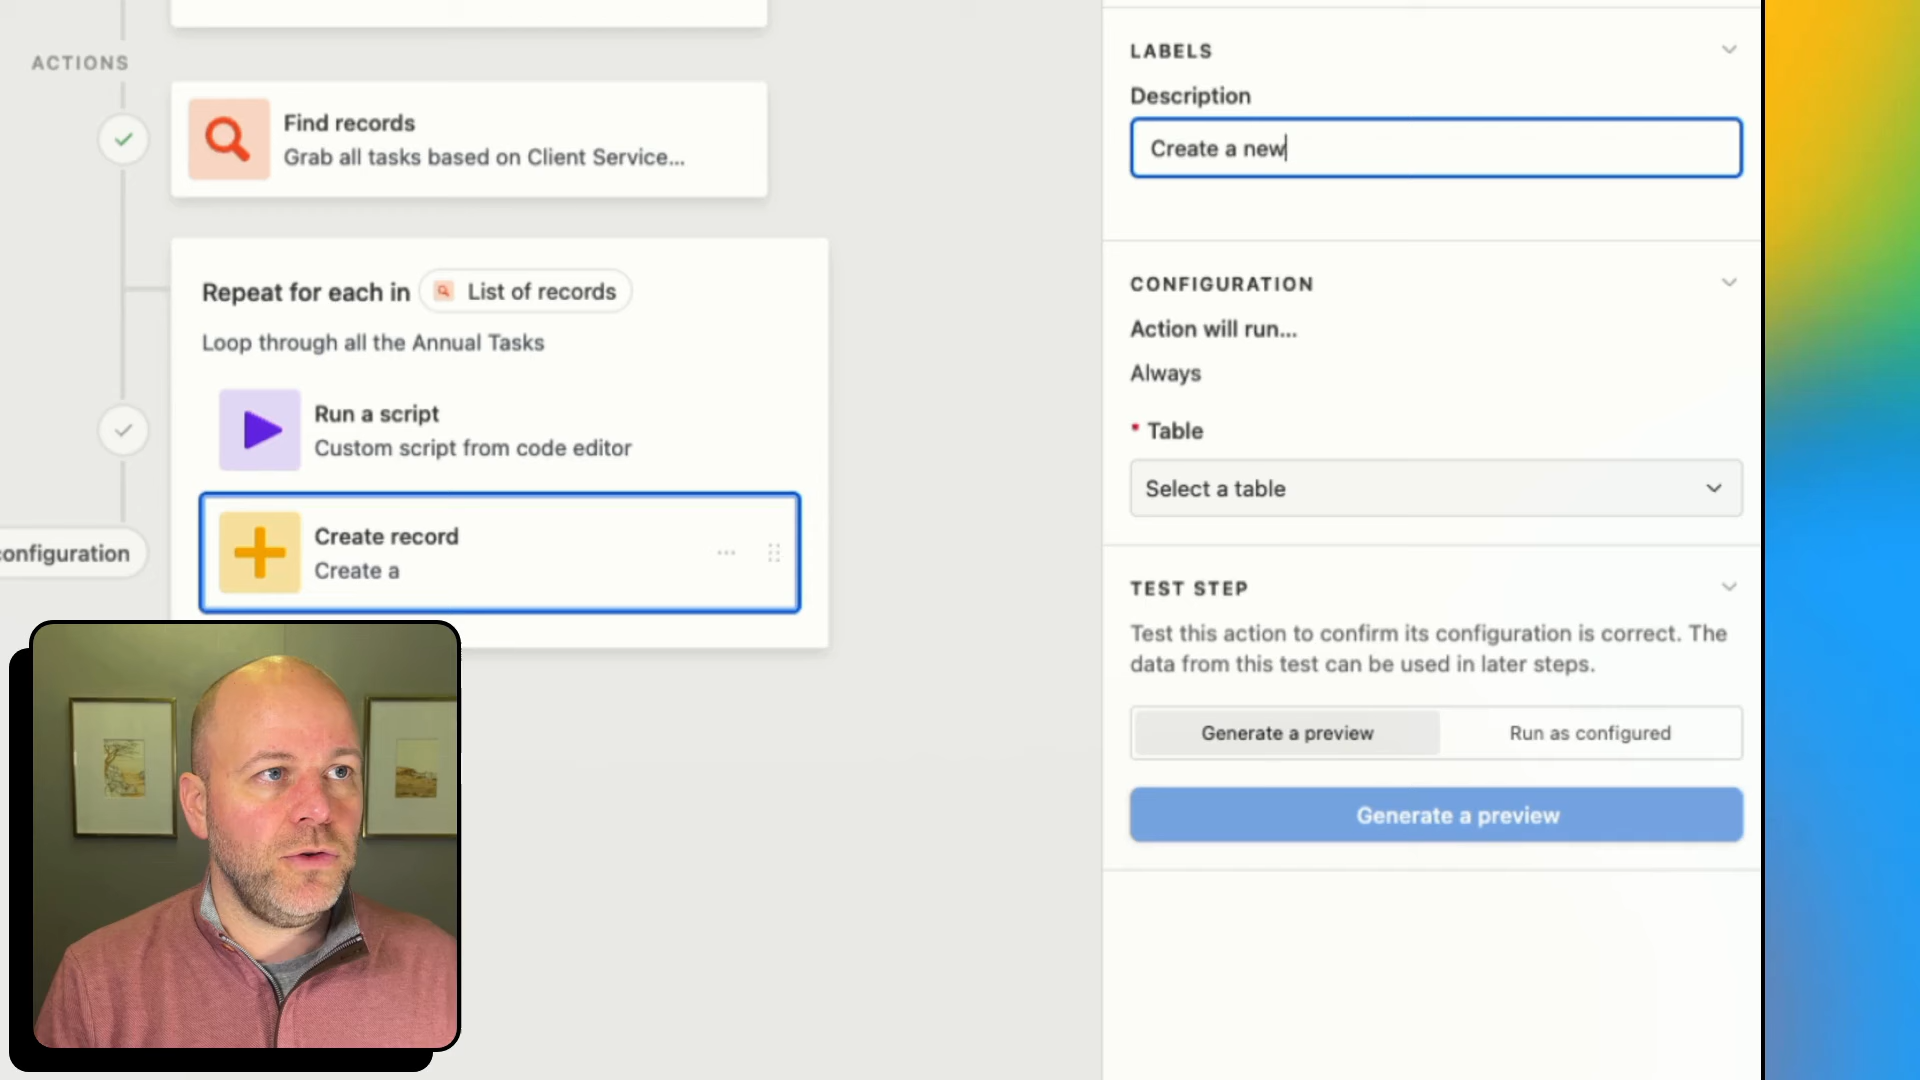 ACTIONS
Find records
Grab all tasks based on Client Service...
Repeat for each in List of records
Loop through all the Annual Tasks
Run a script
Custom script from code editor
Create record
Create a
configuration
LABELS
Description
Create a new
CONFIGURATION
Action will run...
Always
* Table
Select a table
TEST STEP
Test this action to confirm its configuration is correct. The
data from this test can be used in later steps.
Generate a preview
Run as configured
Generate a preview